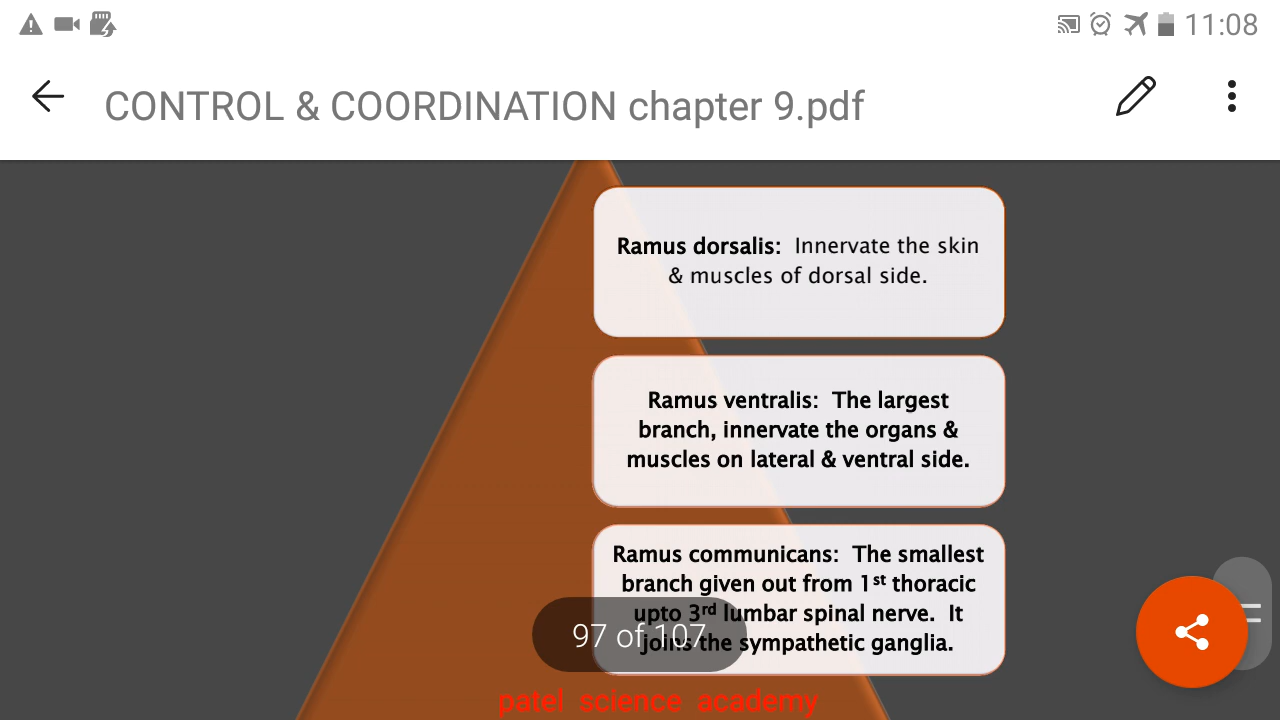 11:08
CONTROL & COORDINATION chapter 9.pdf
Ramus dorsalis: Innervate the skin
& muscles of dorsal side.
Ramus ventralis: The largest
branch, innervate the organs &
muscles on lateral & ventral side.
Ramus communicans: The smallest
branch given out from 1st thoracic
upto 3rd lumbar spinal nerve. It
joins the sympathetic ganglia.
97 of 107
patel science academy